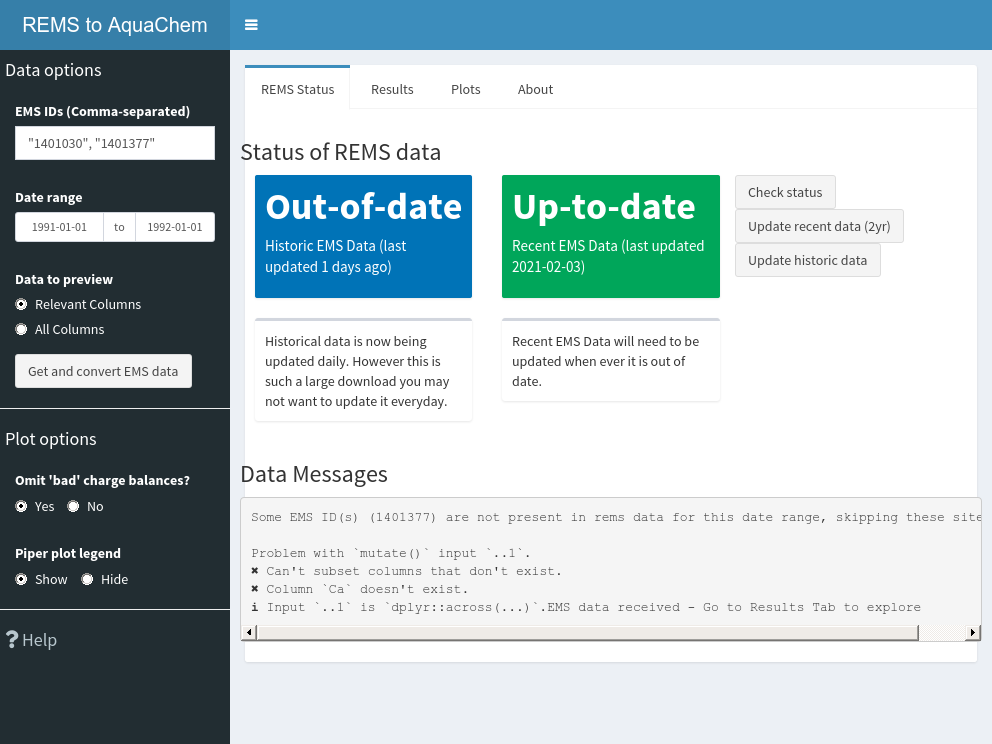 REMS to AquaChem
Data options
EMS IDs (Comma-separated)
"1401030", "1401377"
Date range
1991-01-01 to 1992-01-01
Data to preview
Relevant Columns
All Columns
Get and convert EMS data
Plot options
Omit 'bad' charge balances?
Yes No
Piper plot legend
Show Hide
Help
REMS Status Results Plots About
Status of REMS data
Out-of-date
Historic EMS Data (last
updated 1 days ago)
Up-to-date
Recent EMS Data (last updated
2021-02-03)
Check status
Update recent data (2yr)
Update historic data
Historical data is now being
updated daily. However this is
such a large download you may
not want to update it everyday.
Recent EMS Data will need to be
updated when ever it is out of
date.
Data Messages
Some EMS ID(s) (1401377) are not present in rems data for this date range, skipping these site
Problem with `mutate()` input `..1`.
✖ Can't subset columns that don't exist.
✖ Column `Ca` doesn't exist.
ℹ Input `..1` is `dplyr::across(...)`.EMS data received - Go to Results Tab to explore